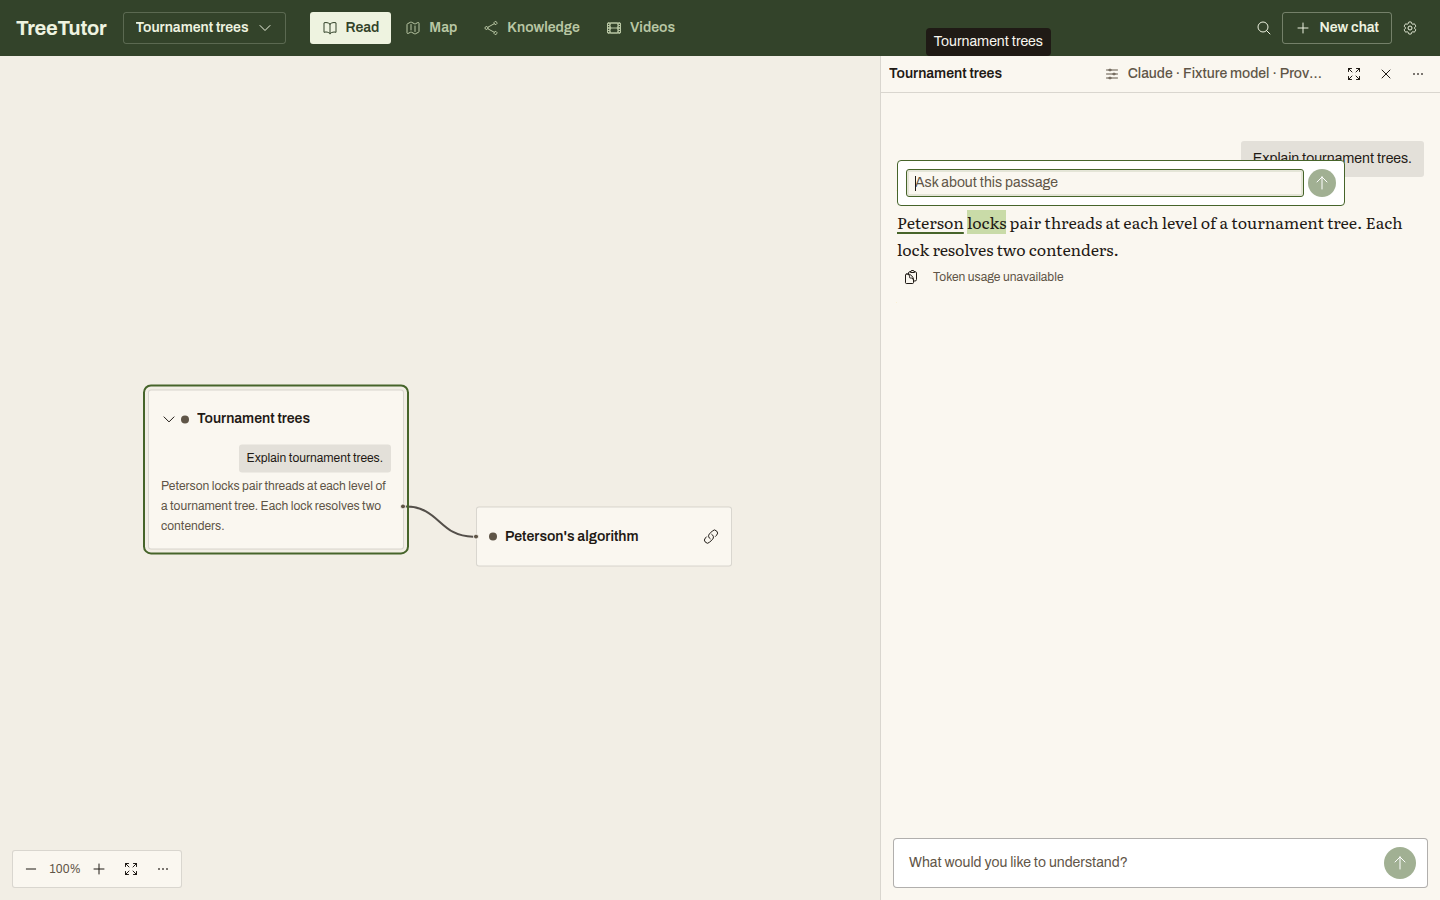 TreeTutor
Tournament trees
Read
Map
Knowledge
Videos
Tournament trees
New chat
Tournament trees
Claude · Fixture model · Prov...
Explain tournament trees.
Ask about this passage
Peterson locks pair threads at each level of a tournament tree. Each
lock resolves two contenders.
Token usage unavailable
Tournament trees
Explain tournament trees.
Peterson locks pair threads at each level of
a tournament tree. Each lock resolves two
contenders.
Peterson's algorithm
100%
What would you like to understand?